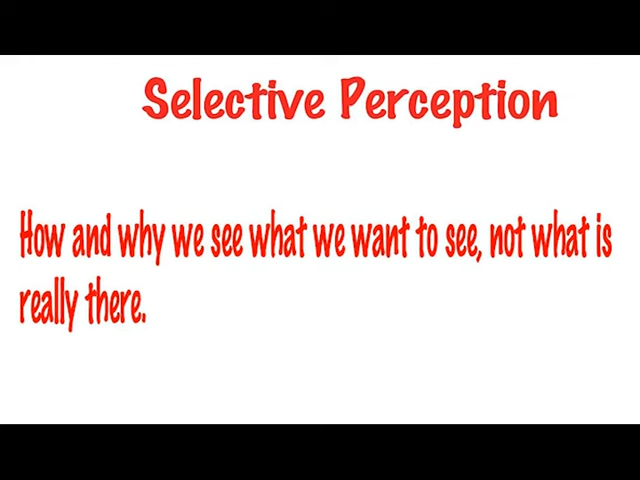 Selective Perception
How and why we see what we want to see, not what is
really there.